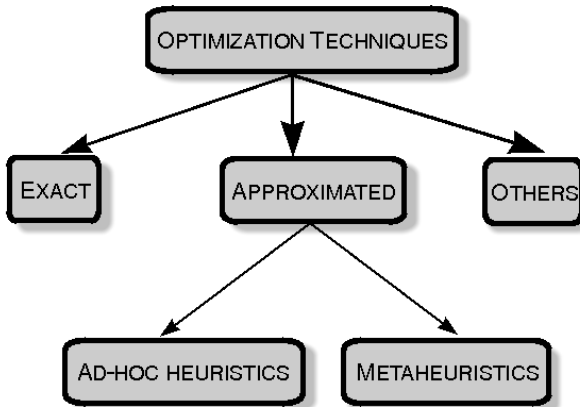 OPTIMIZATION TECHNIQUES
EXACT
APPROXIMATED
OTHERS
AD-HOC HEURISTICS
METAHEURISTICS